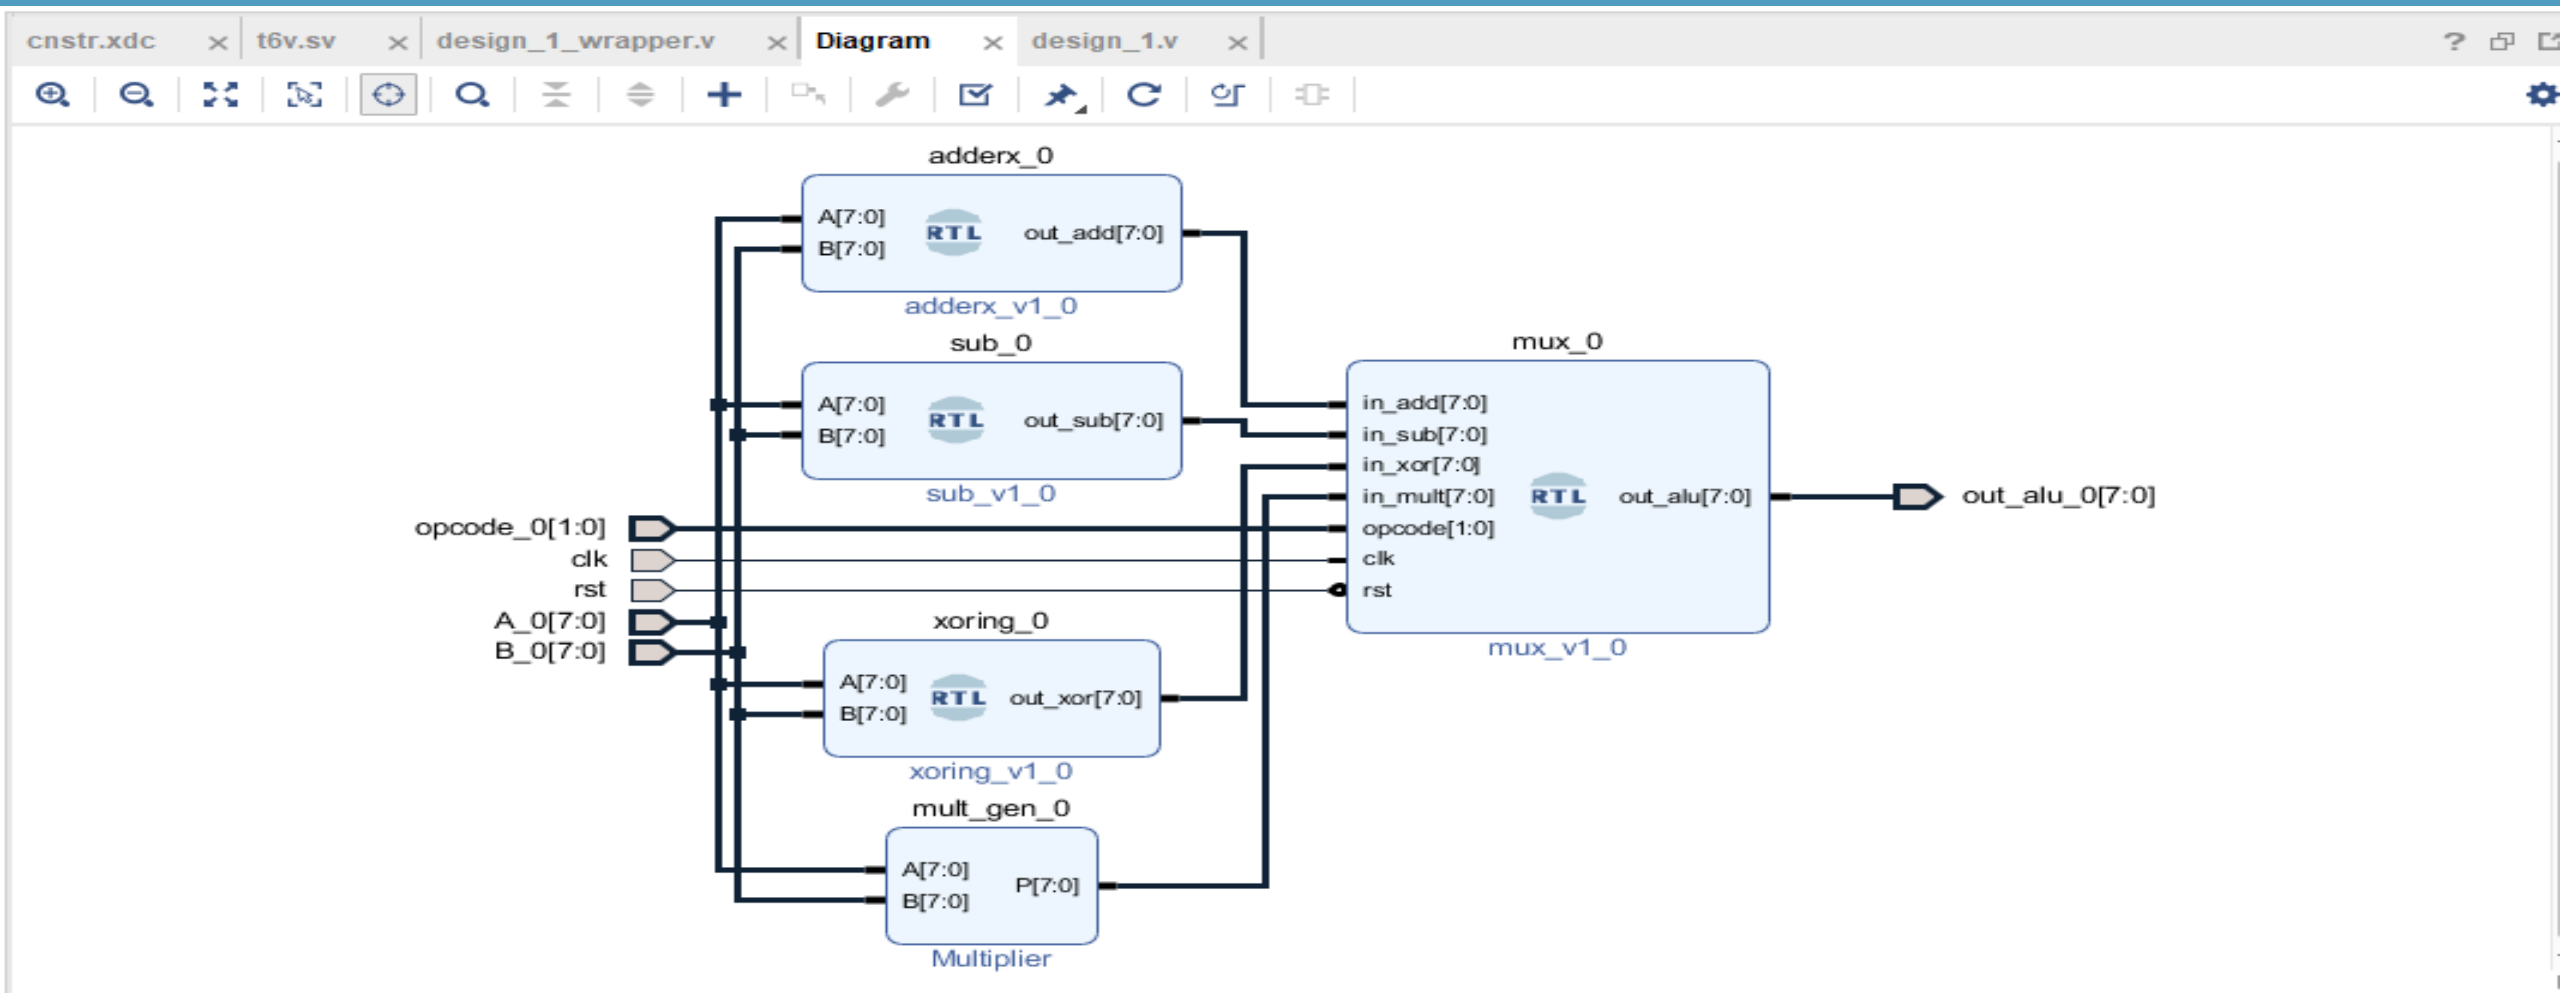 cnstr.xdc × t6v.sv × design_1_wrapper.v × Diagram × design_1.v × ?
adderx_0
A[7:0]
B[7:0]
RTL
out_add[7:0]
adderx_v1_0
sub_0
A[7:0]
B[7:0]
RTL
out_sub[7:0]
sub_v1_0
opcode_0[1:0]
clk
rst
A_0[7:0]
B_0[7:0]
xoring_0
A[7:0]
B[7:0]
RTL
out_xor[7:0]
xoring_v1_0
mult_gen_0
A[7:0]
B[7:0]
P[7:0]
Multiplier
mux_0
in_add[7:0]
in_sub[7:0]
in_xor[7:0]
in_mult[7:0]
opcode[1:0]
clk
rst
RTL
out_alu[7:0]
mux_v1_0
out_alu_0[7:0]